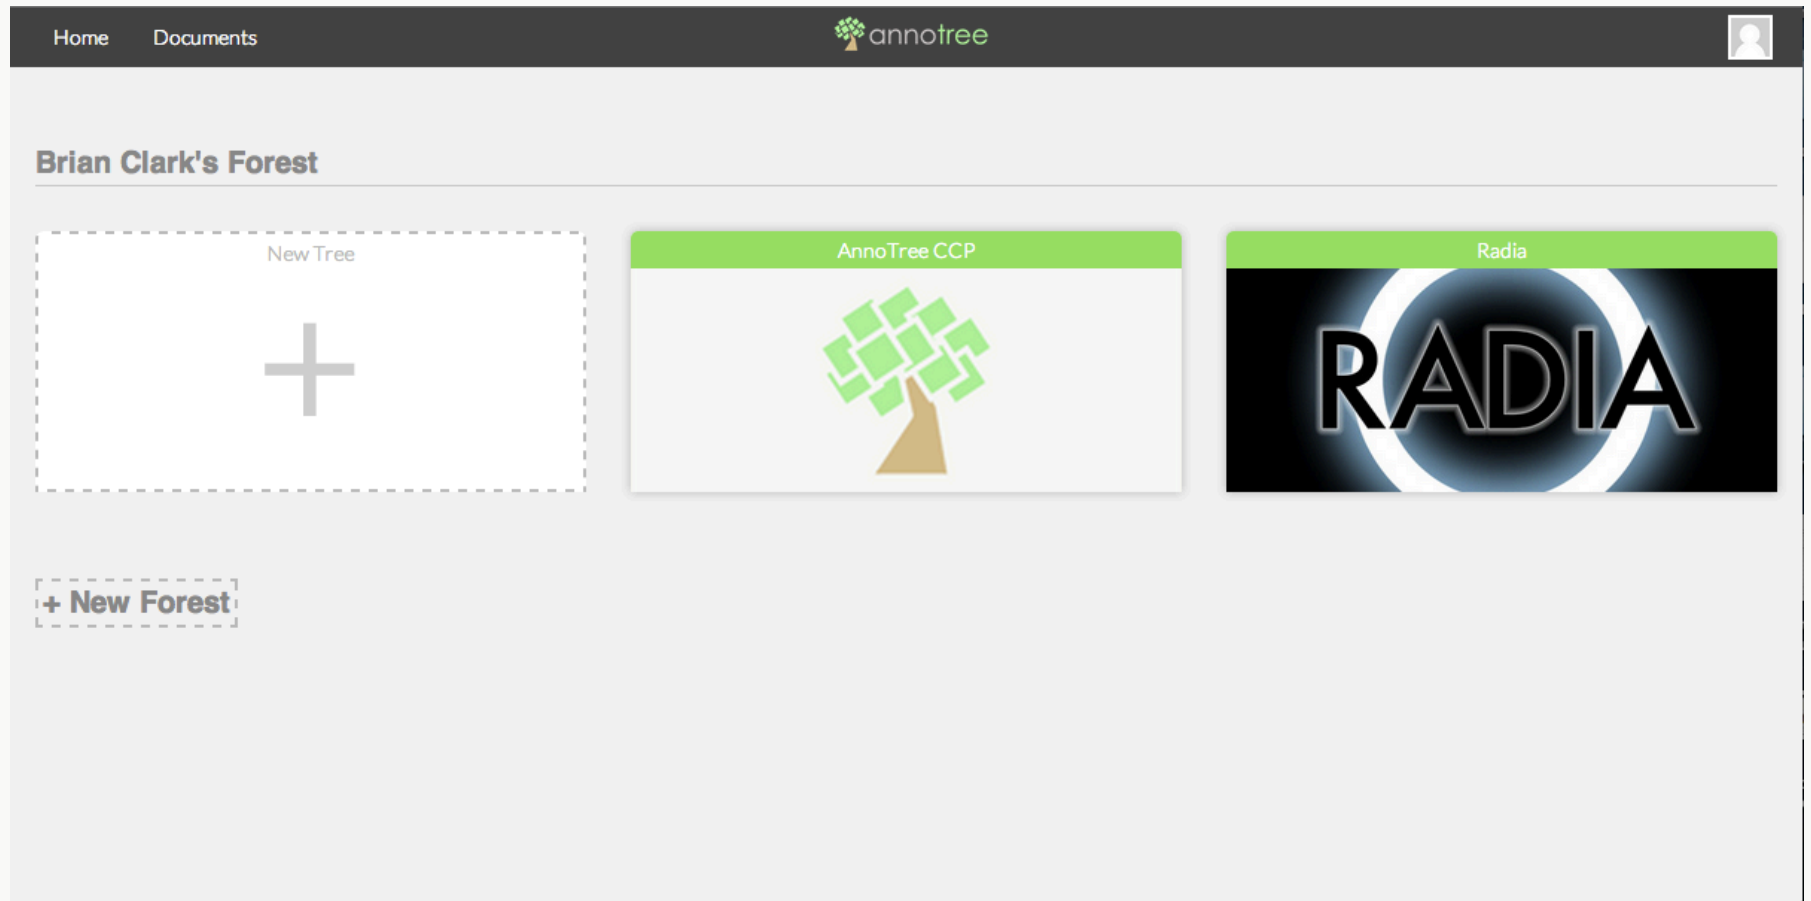 Home Documents annotree
Brian Clark's Forest
New Tree
AnnoTree CCP
Radia
RADIA
+ New Forest